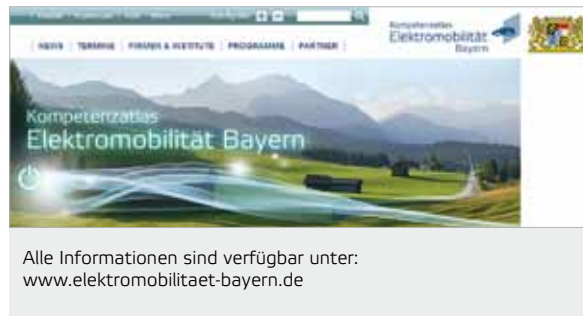 NEWS | TERMINE | FIRMEN & INSTITUTE | PROGRAMME | PARTNER |
Kompetenzatlas
Elektromobilität
Bayern
Kompetenzatlas
Elektromobilität Bayern
Alle Informationen sind verfügbar unter:
www.elektromobilitaet-bayern.de